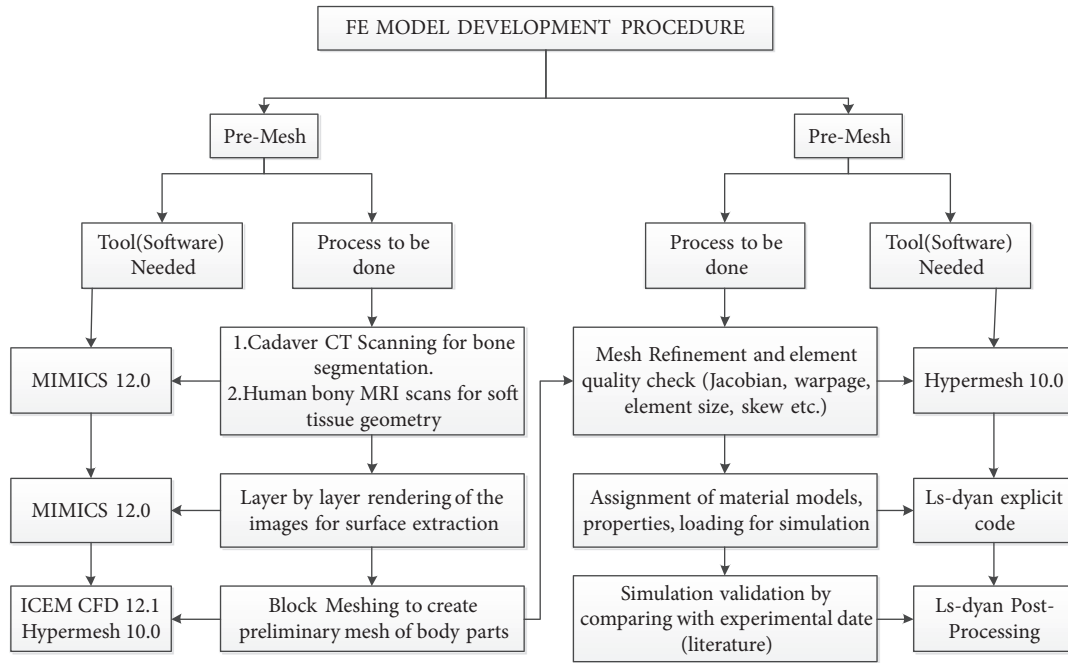 FE MODEL DEVELOPMENT PROCEDURE
Pre-Mesh
Pre-Mesh
Tool(Software)
Needed
Process to be
done
Process to be
done
Tool(Software)
Needed
MIMICS 12.0
1.Cadaver CT Scanning for bone
segmentation.
2.Human bony MRI scans for soft
tissue geometry
Mesh Refinement and element
quality check (Jacobian, warpage,
element size, skew etc.)
Hypermesh 10.0
MIMICS 12.0
Layer by layer rendering of the
images for surface extraction
Assignment of material models,
properties, loading for simulation
Ls-dyan explicit
code
ICEM CFD 12.1
Hypermesh 10.0
Block Meshing to create
preliminary mesh of body parts
Simulation validation by
comparing with experimental date
(literature)
Ls-dyan Post-
Processing